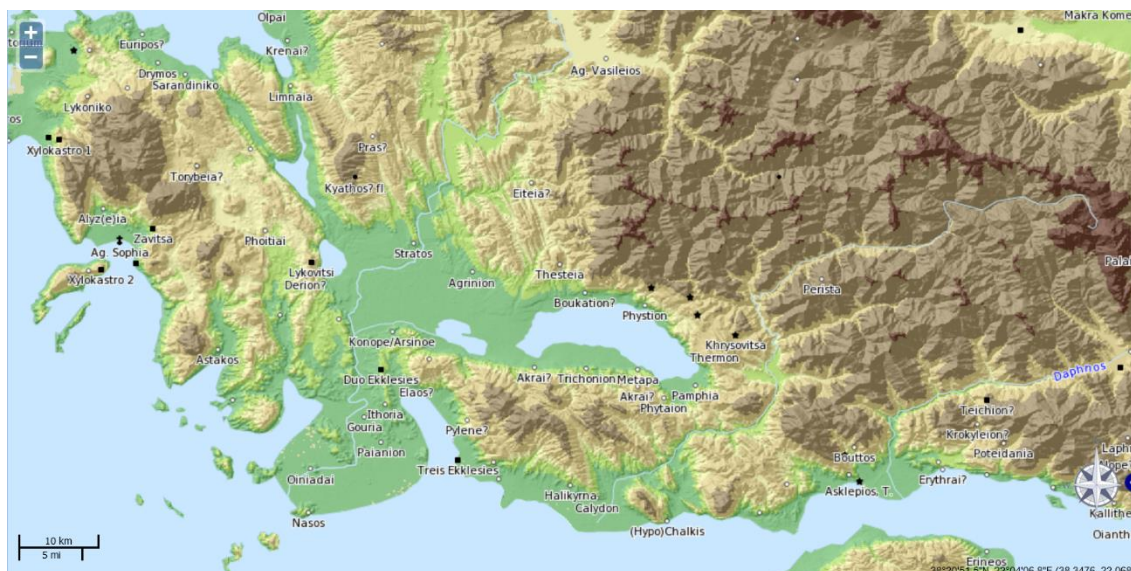 +
−
Olpai
Makra Kome
Euripos?
Krenai?
Drymos
Sarandiniko
Ag. Vasileios
Lykoniko
Limnaia
Xylokastro 1
Pras?
Torybeia?
Kyathos? fl
Eiteia?
Alyz(e)ia
Zavitsa
Phoitiai
Ag. Sophia
Stratos
Xylokastro 2
Lykovitsi
Derion?
Agrinion
Thesteia
Boukation?
Perista
Phystion
Konope/Arsinoe
Khrysovitsa
Thermon
Astakos
Daphnos
Duo Ekklesies
Elaos?
Akrai?
Trichonion
Metapa
Akrai?
Pamphia
Phytaion
Teichion?
Ithoria
Gouria
Pylene?
Krokyleion?
Paianion
Poteidania
Bouttos
Treis Ekklesies
Oiniadai
Erythrai?
Halikyrna
Asklepios, T.
Calydon
Nasos
(Hypo)Chalkis
10 km
5 mi
Erineos